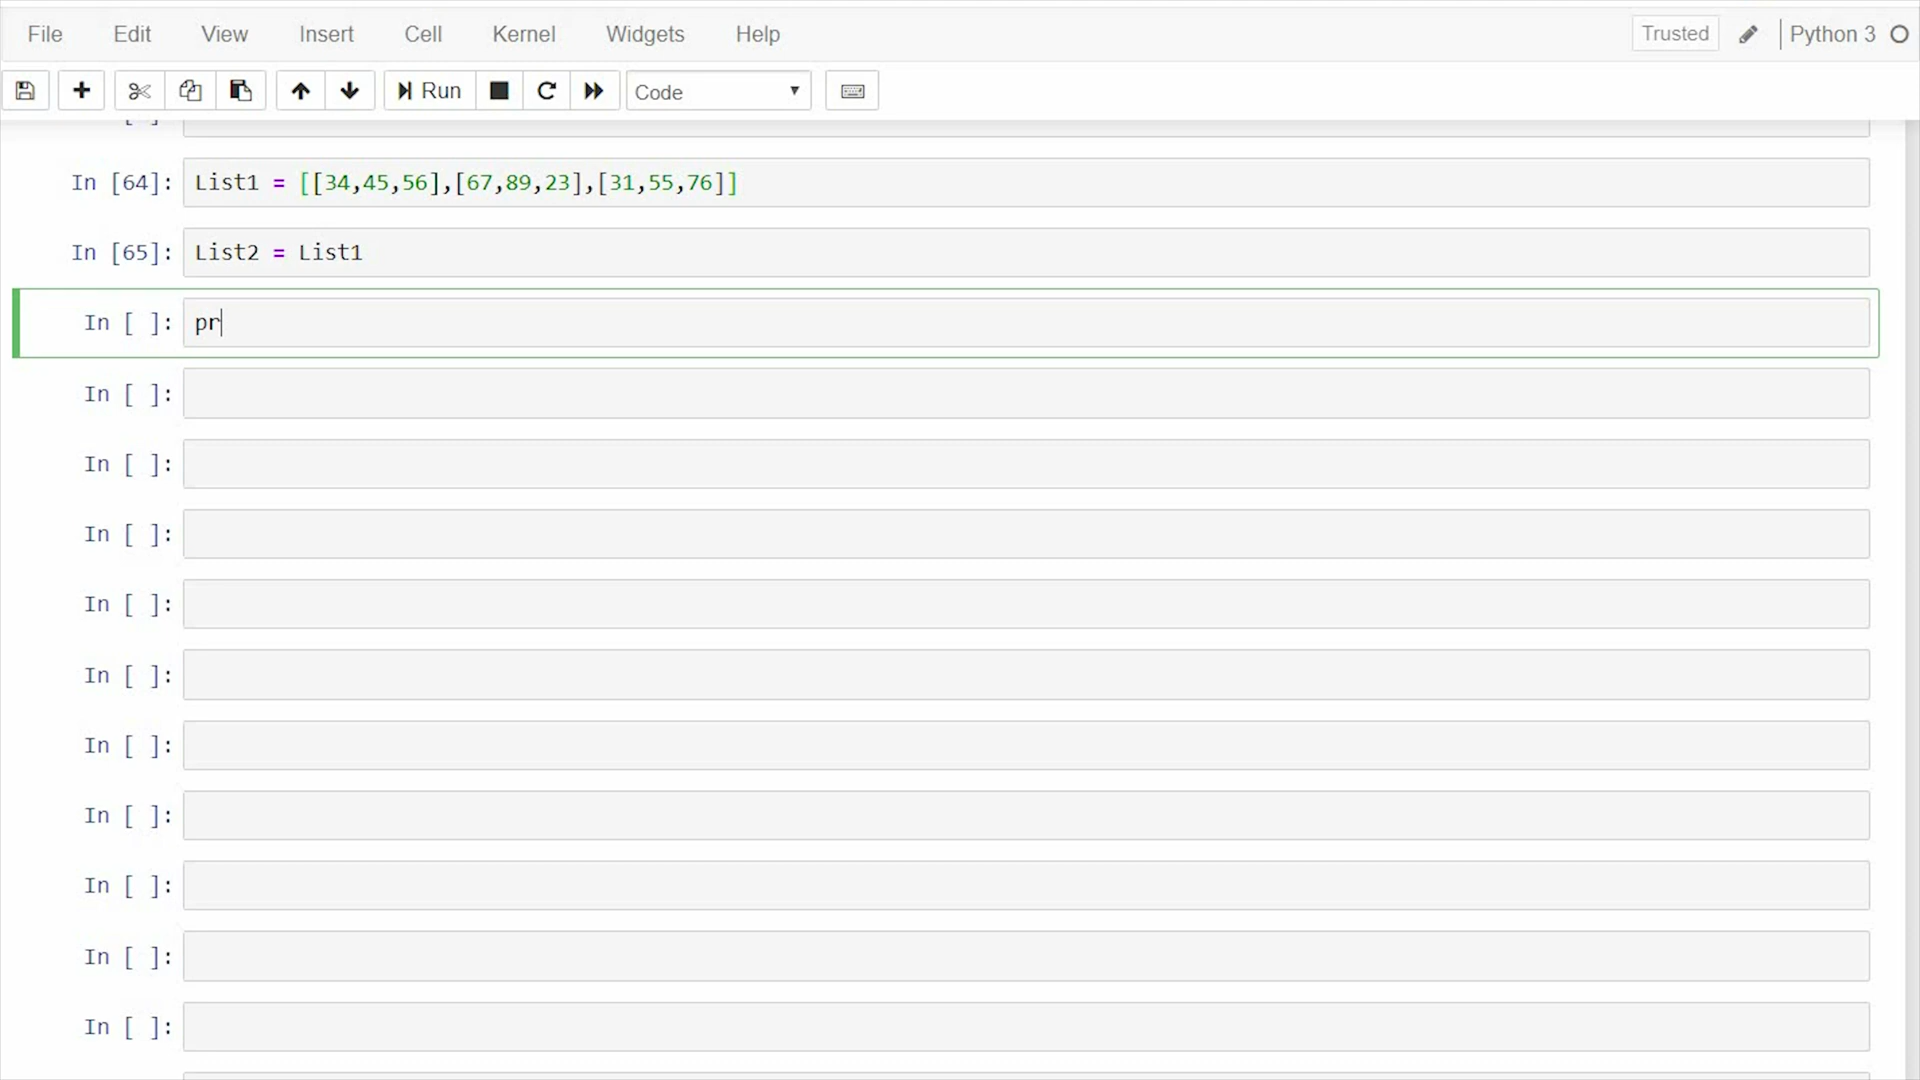 File Edit View Insert Cell Kernel Widgets Help Trusted Python 3
Run Code
In [64]: List1 = [[34,45,56],[67,89,23],[31,55,76]]
In [65]: List2 = List1
In [ ]: pr
In [ ]:
In [ ]:
In [ ]:
In [ ]:
In [ ]:
In [ ]:
In [ ]:
In [ ]:
In [ ]:
In [ ]: